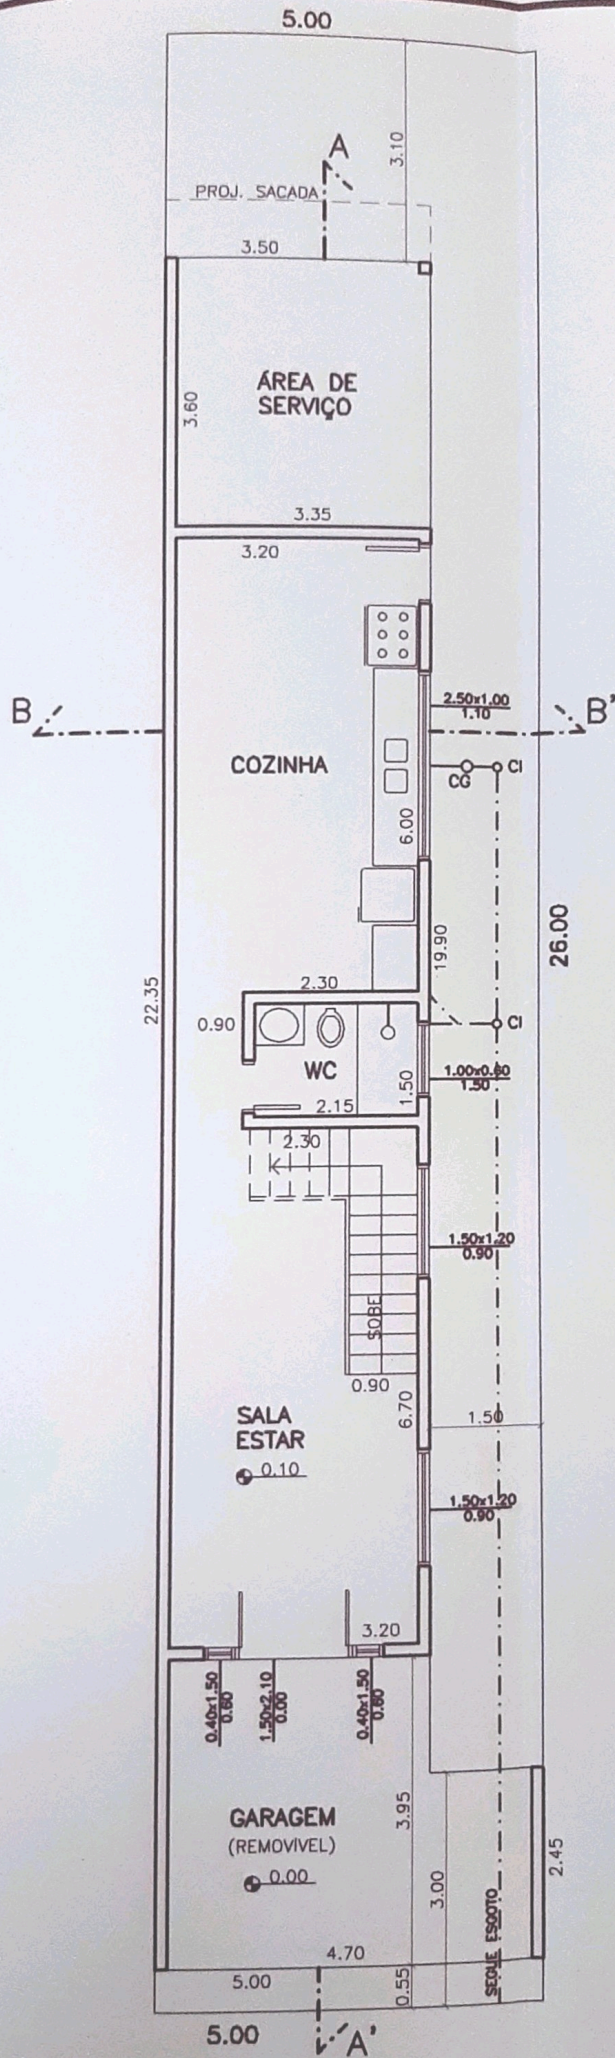 5.00
A
3.10
PROJ. SACADA
3.50
ÁREA DE
SERVIÇO
3.60
3.35
3.20
B
B'
2.50x1.00
1.10
COZINHA
CG
CI
6.00
26.00
19.90
22.35
2.30
0.90
CI
WC
1.50
1.00x0.60
1.50
2.15
2.30
1.50x1.20
0.90
SOBE
0.90
6.70
SALA
ESTAR
0.10
1.50
1.50x1.20
0.90
3.20
0.40x1.50
0.60
1.50x2.10
0.00
0.40x1.50
0.60
3.95
GARAGEM
(REMOVÍVEL)
0.00
2.45
3.00
SEGUE ESGOTO
4.70
5.00
0.55
5.00
A'